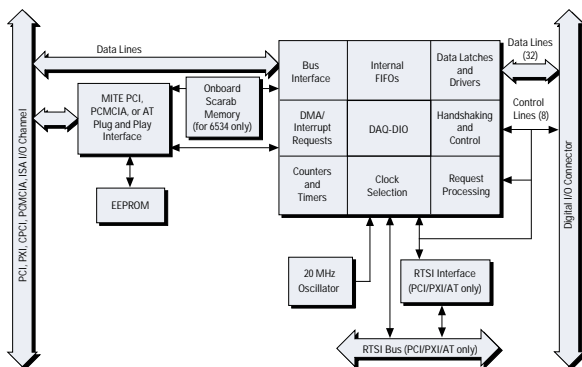 PCI, PXI, CPCI, PCMCIA, ISA I/O Channel
Data Lines
MITE PCI,
PCMCIA, or AT
Plug and Play
Interface
EEPROM
Onboard
Scarab
Memory
(for 6534 only)
Bus
Interface
Internal
FIFOs
Data Latches
and
Drivers
DMA/
Interrupt
Requests
DAQ-DIO
Handshaking
and
Control
Counters
and
Timers
Clock
Selection
Request
Processing
Data Lines
(32)
Control
Lines (8)
20 MHz
Oscillator
RTSI Interface
(PCI/PXI/AT only)
RTSI Bus (PCI/PXI/AT only)
Digital I/O Connector